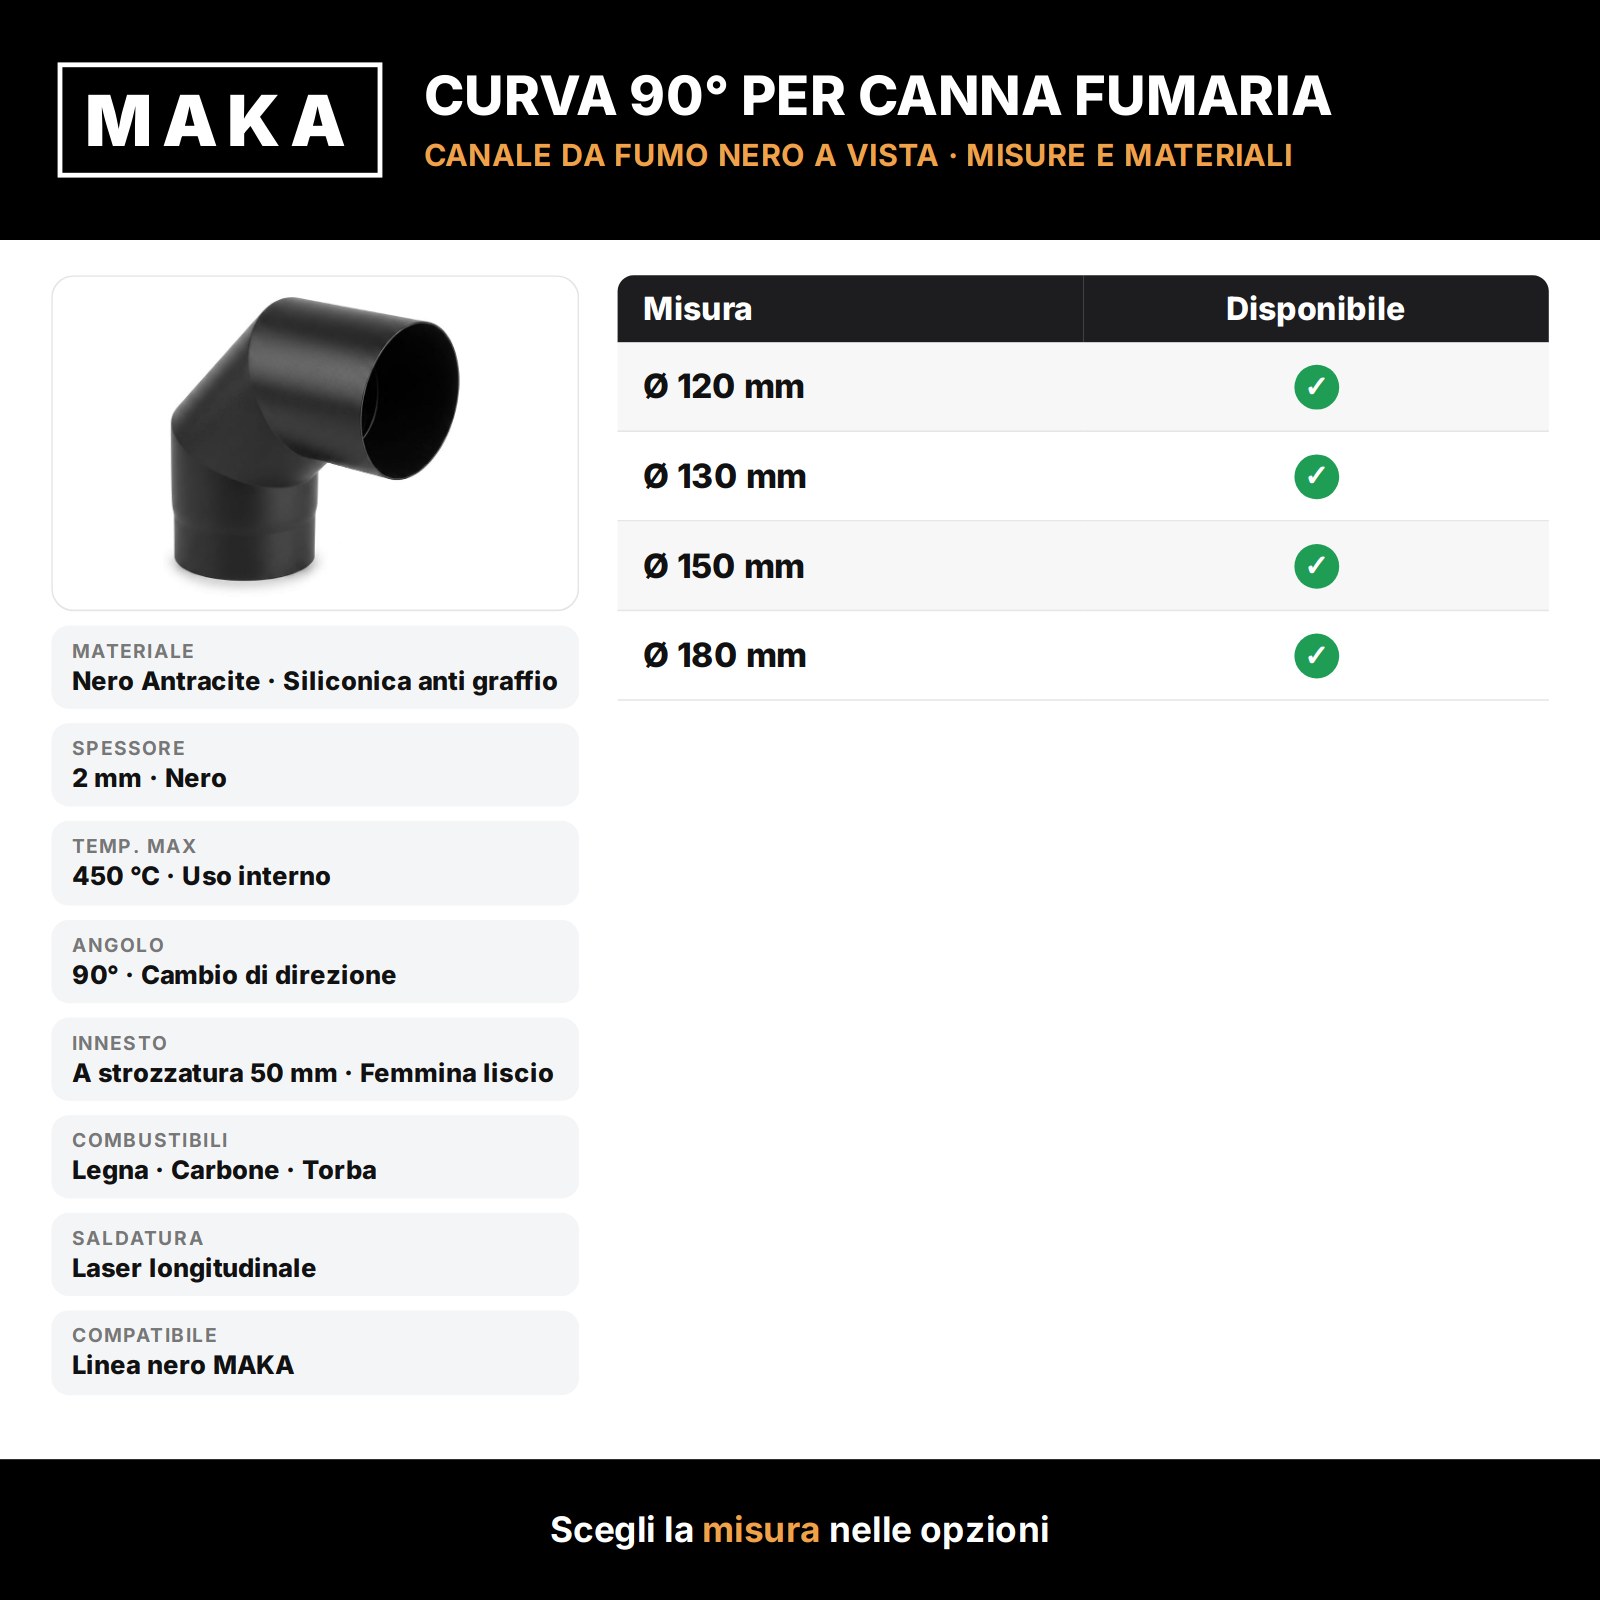 MAKA
CURVA 90° PER CANNA FUMARIA
CANALE DA FUMO NERO A VISTA · MISURE E MATERIALI
MATERIALE
Nero Antracite · Siliconica anti graffio
SPESSORE
2 mm · Nero
TEMP. MAX
450 °C · Uso interno
ANGOLO
90° · Cambio di direzione
INNESTO
A strozzatura 50 mm · Femmina liscio
COMBUSTIBILI
Legna · Carbone · Torba
SALDATURA
Laser longitudinale
COMPATIBILE
Linea nero MAKA
Misura Disponibile
Ø 120 mm ✓
Ø 130 mm ✓
Ø 150 mm ✓
Ø 180 mm ✓
Scegli la misura nelle opzioni